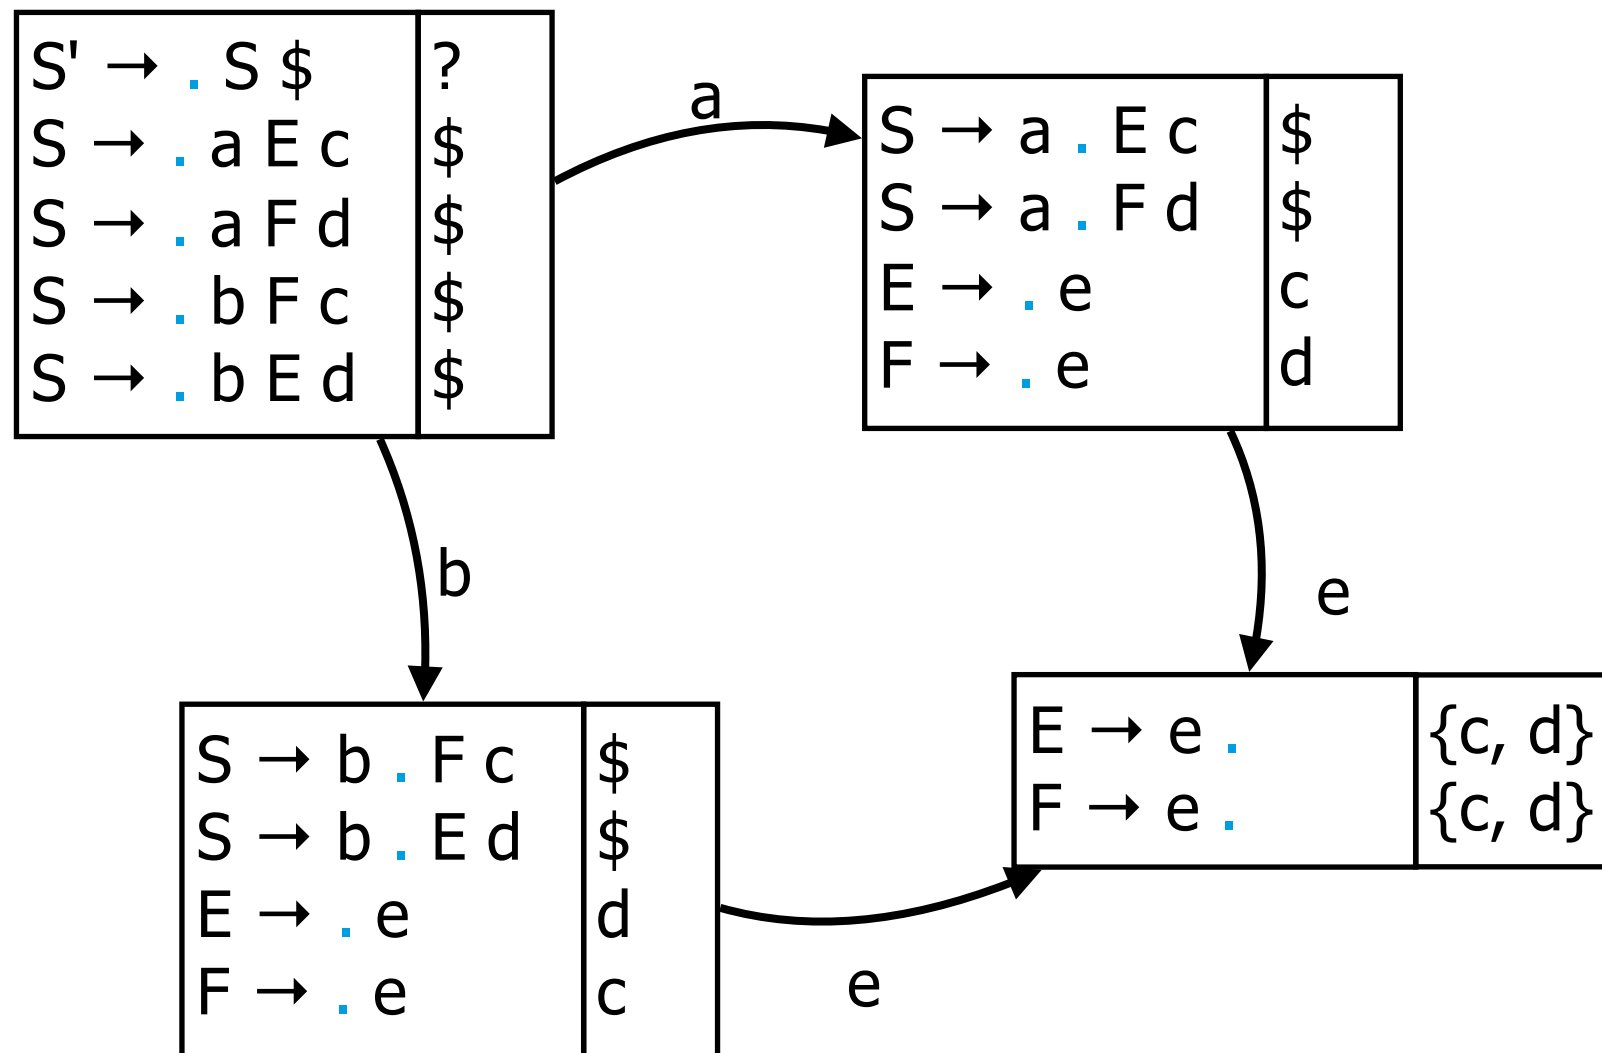 S' → . S $ ?
S → . a E c $
S → . a F d $
S → . b F c $
S → . b E d $
a
S → a . E c $
S → a . F d $
E → . e c
F → . e d
b
e
S → b . F c $
S → b . E d $
E → . e d
F → . e c
E → e . {c, d}
F → e . {c, d}
e